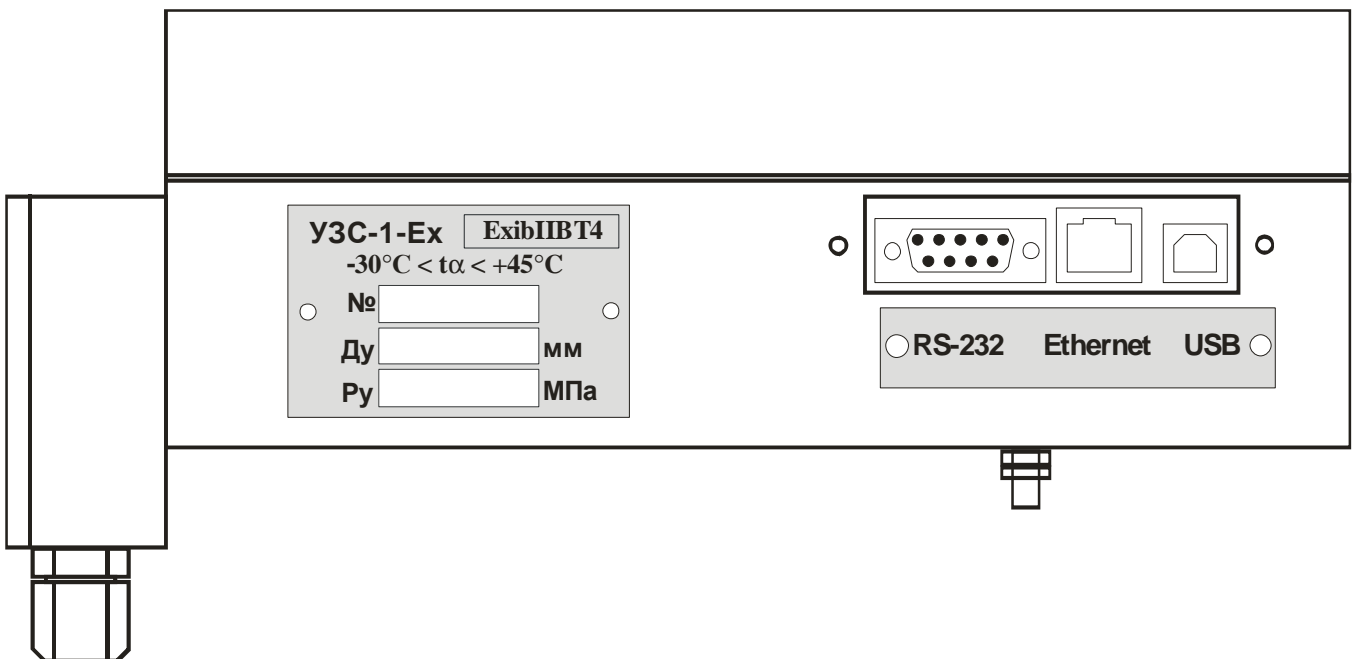 УЗС-1-Ex ExibIIBT4
-30°C < tα < +45°C
№
Ду мм
Ру МПа
RS-232 Ethernet USB